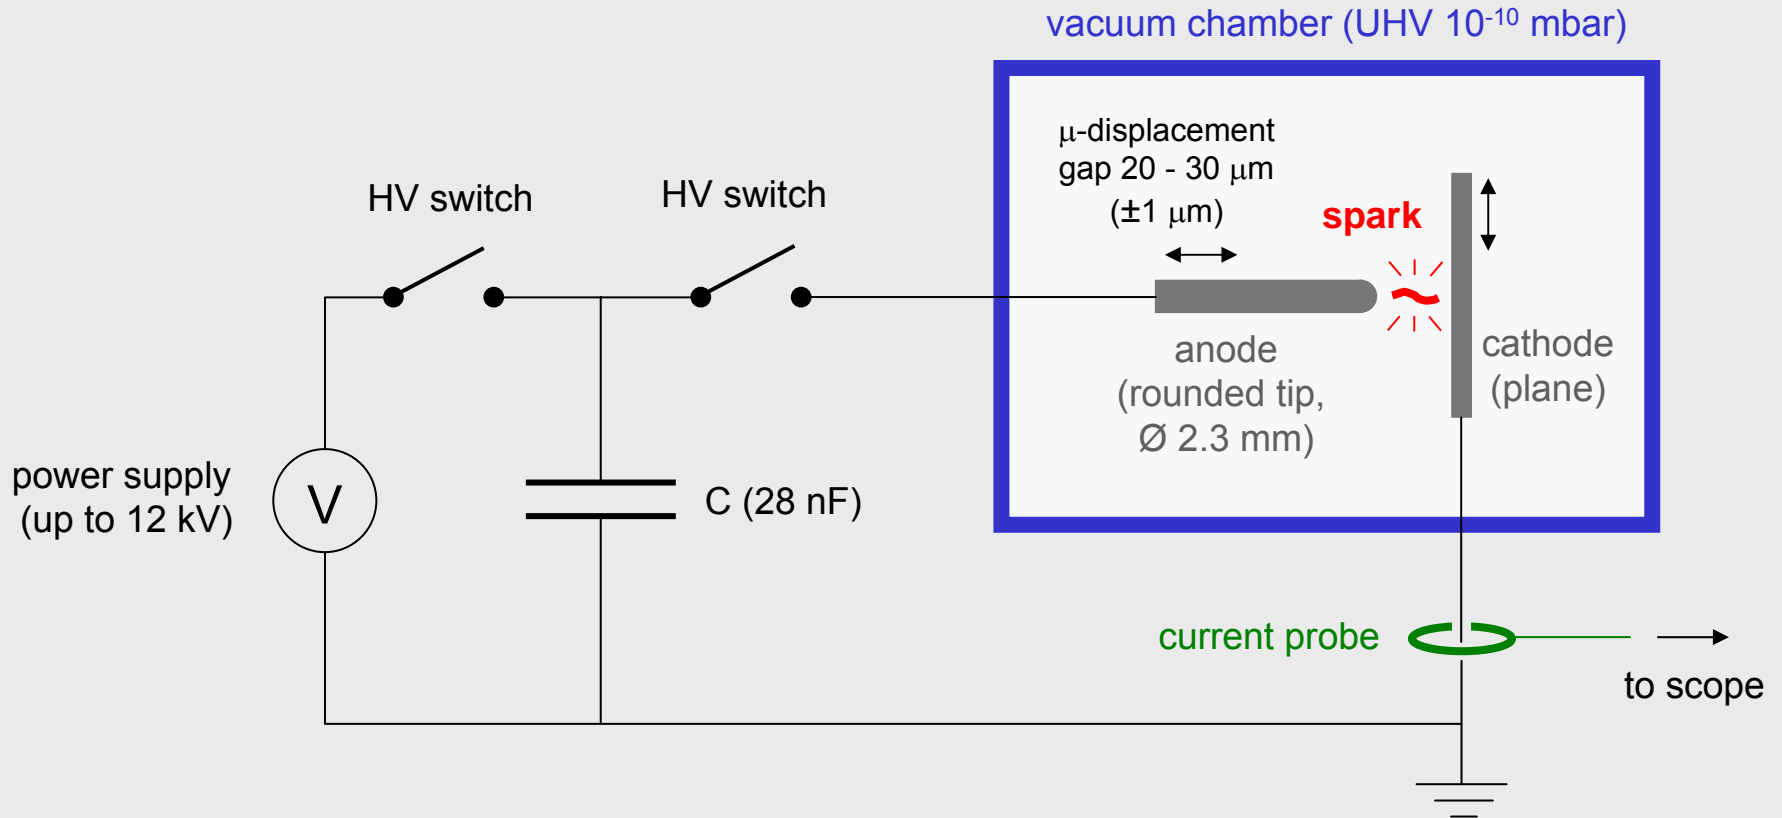 vacuum chamber (UHV 10⁻¹⁰ mbar)
μ-displacement
gap 20 - 30 μm
(±1 μm)
HV switch
HV switch
spark
anode
(rounded tip,
Ø 2.3 mm)
cathode
(plane)
power supply
(up to 12 kV)
V
C (28 nF)
current probe
to scope